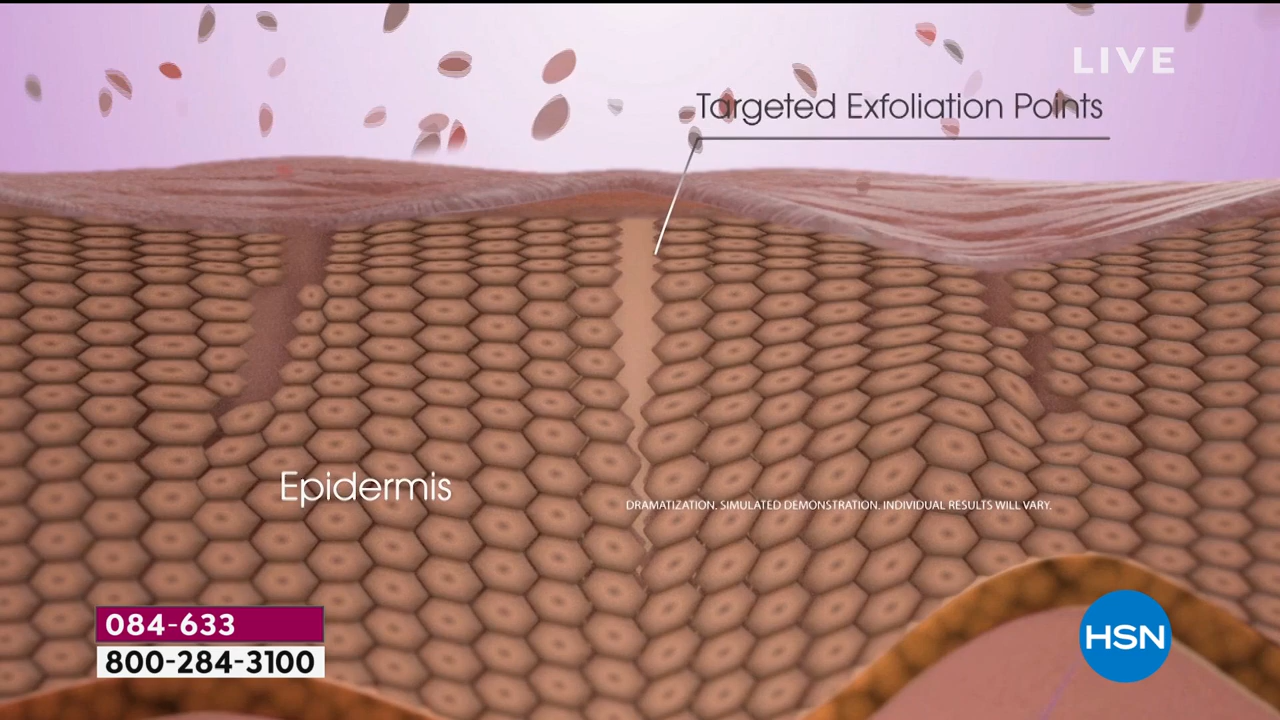 LIVE
Targeted Exfoliation Points
Epidermis
DRAMATIZATION. SIMULATED DEMONSTRATION. INDIVIDUAL RESULTS WILL VARY.
084-633
800-284-3100
HSN